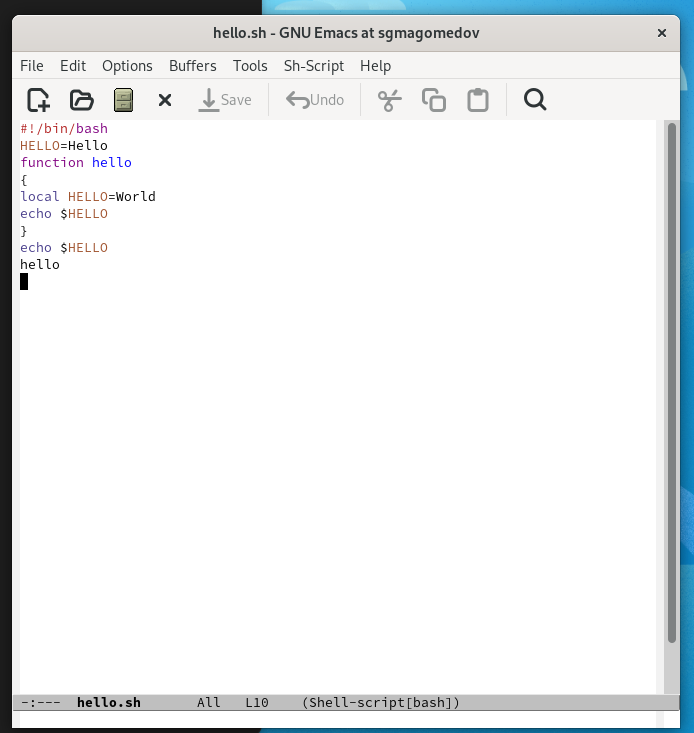 hello.sh - GNU Emacs at sgmagomedov
File Edit Options Buffers Tools Sh-Script Help
Save Undo
#!/bin/bash
HELLO=Hello
function hello
{
local HELLO=World
echo $HELLO
}
echo $HELLO
hello
-:--- hello.sh All L10 (Shell-script[bash])